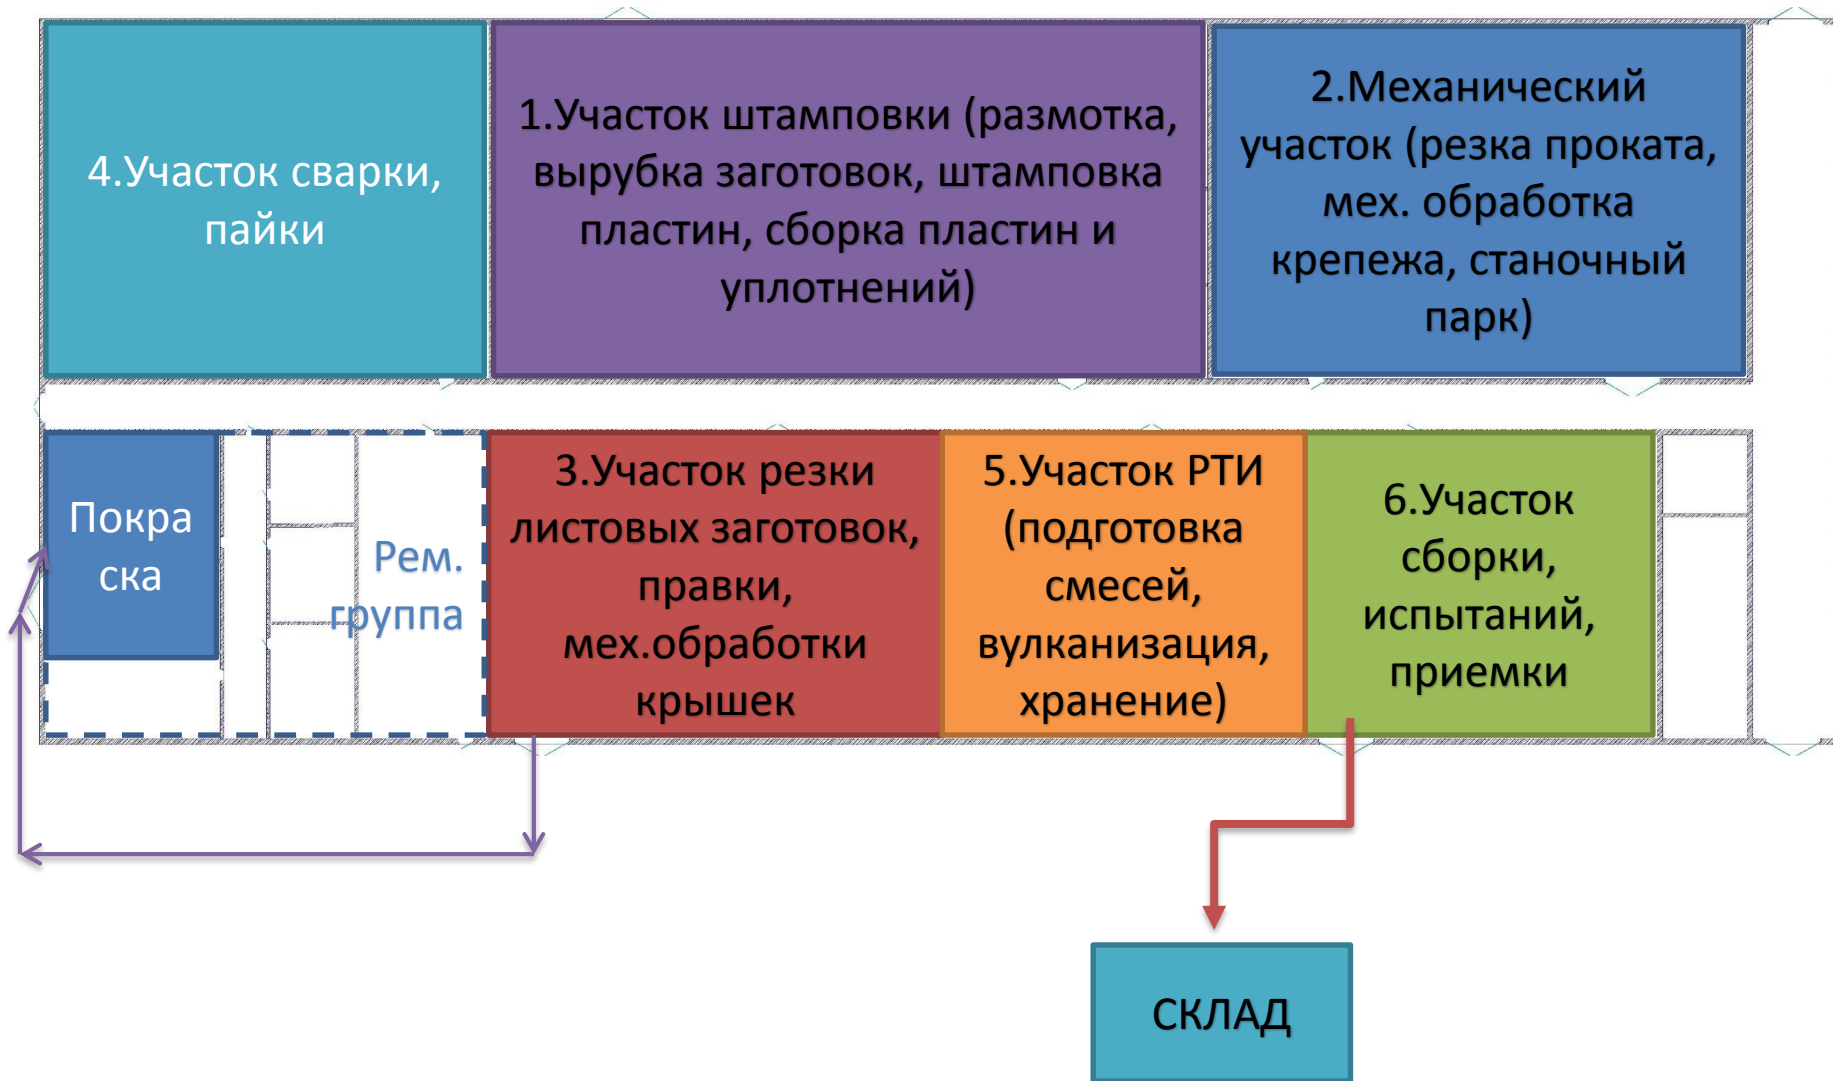 4.Участок сварки,
пайки
1.Участок штамповки (размотка,
вырубка заготовок, штамповка
пластин, сборка пластин и
уплотнений)
2.Механический
участок (резка проката,
мех. обработка
крепежа, станочный
парк)
Покра
ска
Рем.
группа
3.Участок резки
листовых заготовок,
правки,
мех.обработки
крышек
5.Участок РТИ
(подготовка
смесей,
вулканизация,
хранение)
6.Участок
сборки,
испытаний,
приемки
СКЛАД